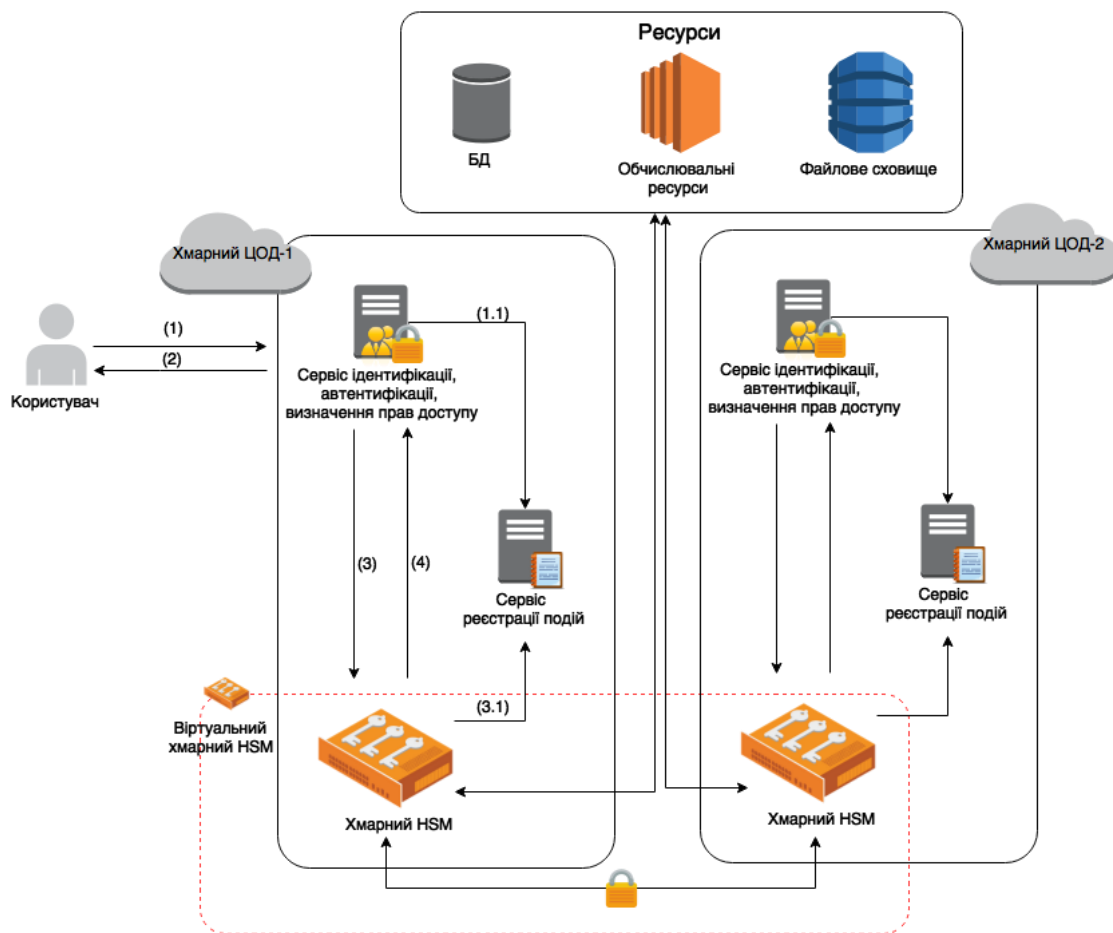 Ресурси
БД
Обчислювальні
ресурси
Файлове сховище
Хмарний ЦОД-1
Хмарний ЦОД-2
(1)
(2)
Користувач
(1.1)
Сервіс ідентифікації,
автентифікації,
визначення прав доступу
Сервіс ідентифікації,
автентифікації,
визначення прав доступу
(3)
(4)
Сервіс
реєстрації подій
Сервіс
реєстрації подій
Віртуальний
хмарний HSM
(3.1)
Хмарний HSM
Хмарний HSM